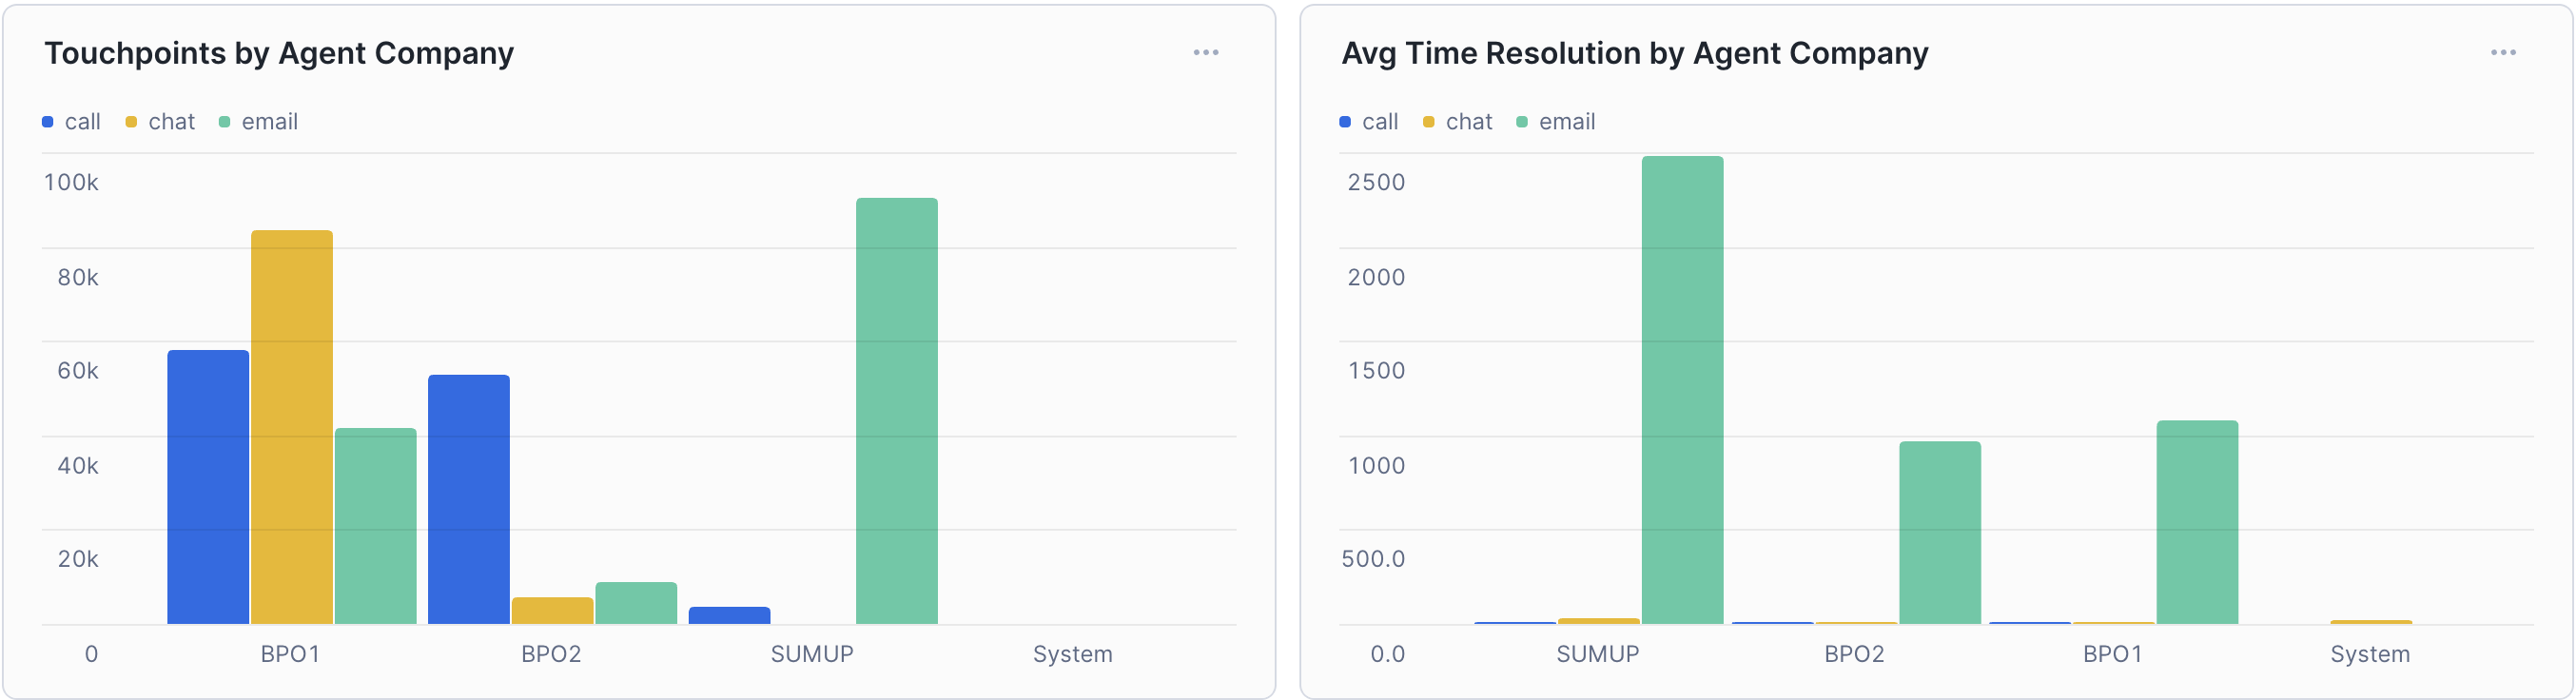 Touchpoints by Agent Company
call chat email
100k
80k
60k
40k
20k
0
BPO1 BPO2 SUMUP System
Avg Time Resolution by Agent Company
call chat email
2500
2000
1500
1000
500.0
0.0
SUMUP BPO2 BPO1 System